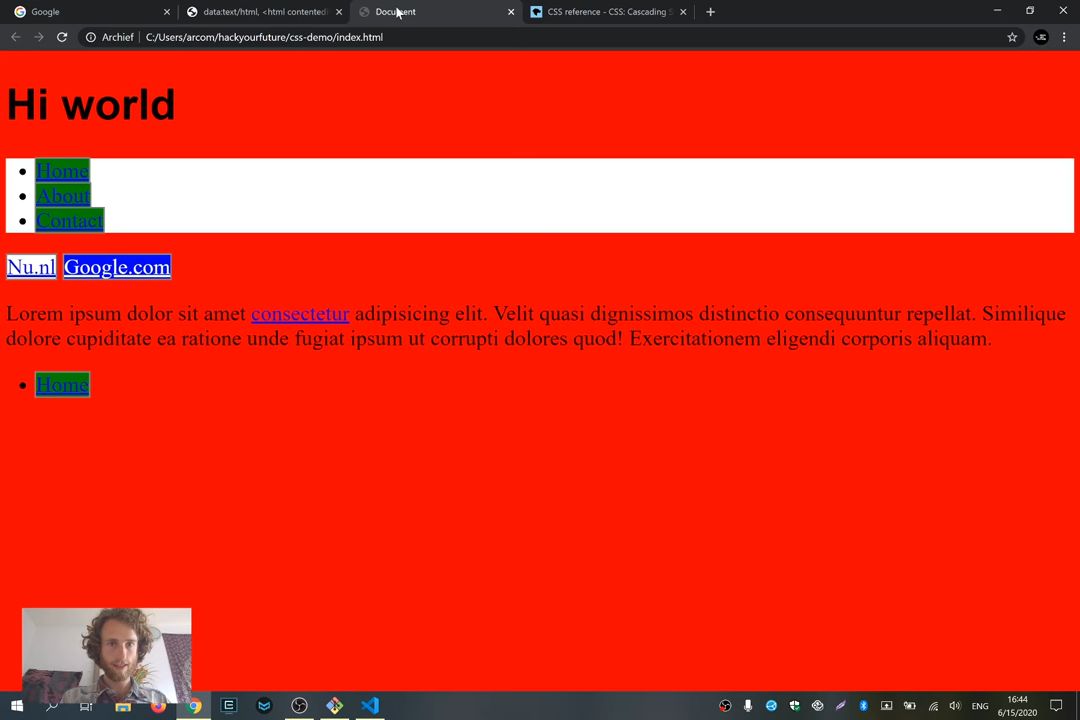 Google
data:text/html, <html contentedi
Document
CSS reference - CSS: Cascading S
Archief
C:/Users/arcom/hackyourfuture/css-demo/index.html
Hi world
Home
About
Contact
Nu.nl Google.com
Lorem ipsum dolor sit amet consectetur adipisicing elit. Velit quasi dignissimos distinctio consequuntur repellat. Similique
dolore cupiditate ea ratione unde fugiat ipsum ut corrupti dolores quod! Exercitationem eligendi corporis aliquam.
Home
ENG
16:44
6/15/2020